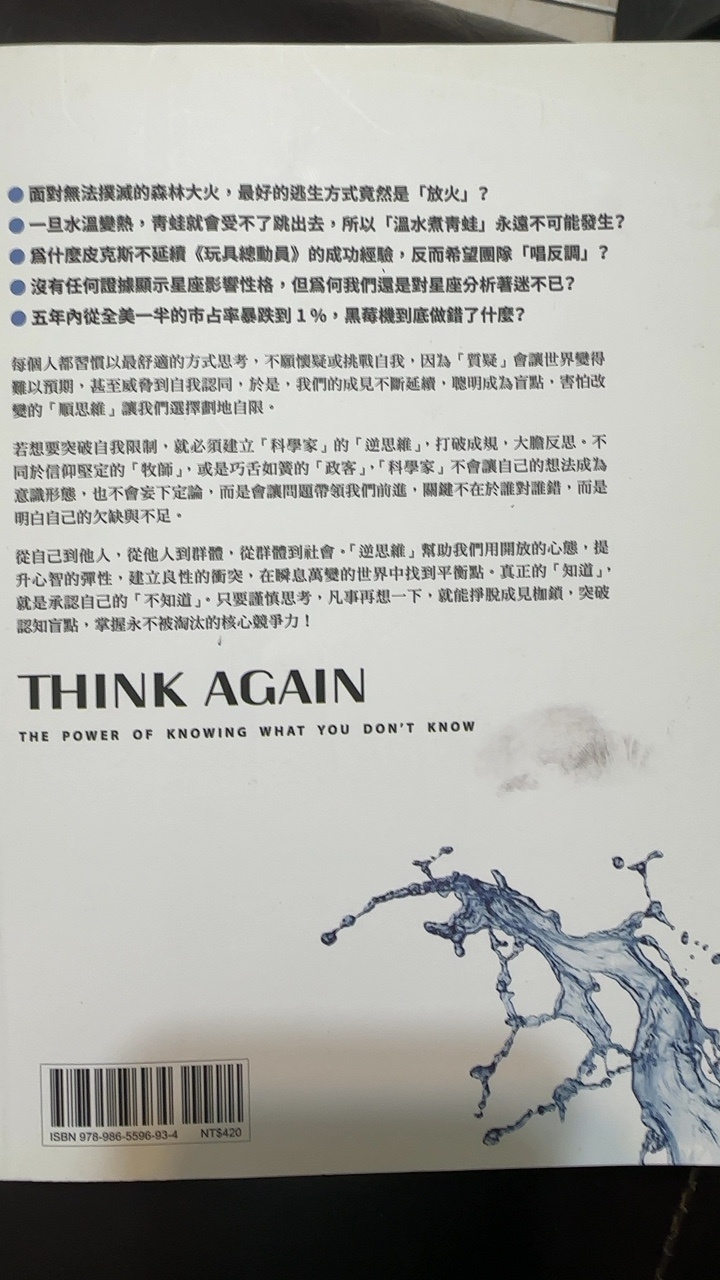 ●面對無法撲滅的森林大火，最好的逃生方式竟然是「放火」？
●一旦水溫變熱，青蛙就會受不了跳出去，所以「溫水煮青蛙」永遠不可能發生？
●為什麼皮克斯不延續《玩具總動員》的成功經驗，反而希望團隊「唱反調」？
●沒有任何證據顯示星座影響性格，但為何我們還是對星座分析著迷不已？
●五年內從全美一半的市占率暴跌到 1 %，黑莓機到底做錯了什麼？
每個人都習慣以最舒適的方式思考，不願懷疑或挑戰自我，因為「質疑」會讓世界變得
難以預期，甚至威脅到自我認同，於是，我們的成見不斷延續，聰明成為盲點，害怕改
變的「順思維」讓我們選擇劃地自限。
若想要突破自我限制，就必須建立「科學家」的「逆思維」，打破成規，大膽反思。不
同於信仰堅定的「牧師」，或是巧舌如簧的「政客」，「科學家」不會讓自己的想法成為
意識形態，也不會妄下定論，而是會讓問題帶領我們前進，關鍵不在於誰對誰錯，而是
明白自己的欠缺與不足。
從自己到他人，從他人到群體，從群體到社會。「逆思維」幫助我們用開放的心態，提
升心智的彈性，建立良性的衝突，在瞬息萬變的世界中找到平衡點。真正的「知道」，
就是承認自己的「不知道」。只要謹慎思考，凡事再想一下，就能掙脫成見枷鎖，突破
認知盲點，掌握永不被淘汰的核心競爭力！
THINK AGAIN
THE POWER OF KNOWING WHAT YOU DON'T KNOW
ISBN 978-986-5596-93-4 NT$420